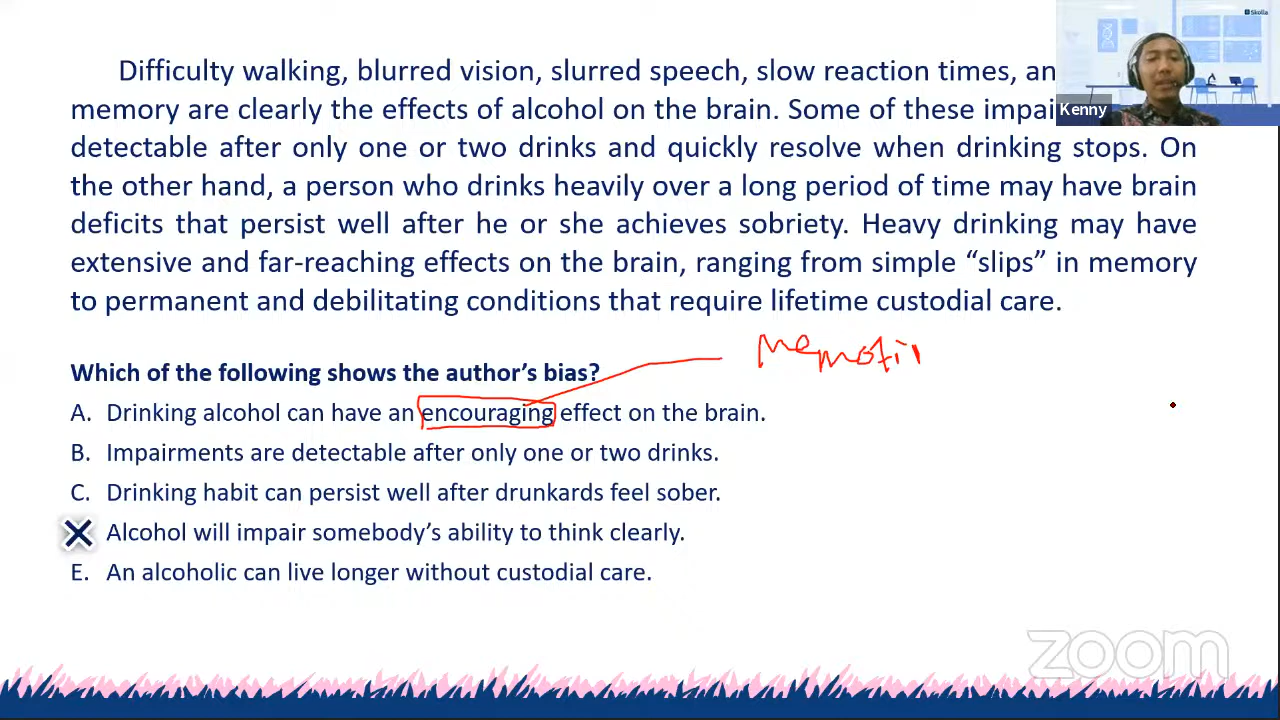 Skolla
Difficulty walking, blurred vision, slurred speech, slow reaction times, an
memory are clearly the effects of alcohol on the brain. Some of these impai
Kenny
detectable after only one or two drinks and quickly resolve when drinking stops. On
the other hand, a person who drinks heavily over a long period of time may have brain
deficits that persist well after he or she achieves sobriety. Heavy drinking may have
extensive and far-reaching effects on the brain, ranging from simple “slips” in memory
to permanent and debilitating conditions that require lifetime custodial care.
Which of the following shows the author’s bias?
A. Drinking alcohol can have an encouraging effect on the brain.
B. Impairments are detectable after only one or two drinks.
C. Drinking habit can persist well after drunkards feel sober.
Alcohol will impair somebody’s ability to think clearly.
E. An alcoholic can live longer without custodial care.
zoom